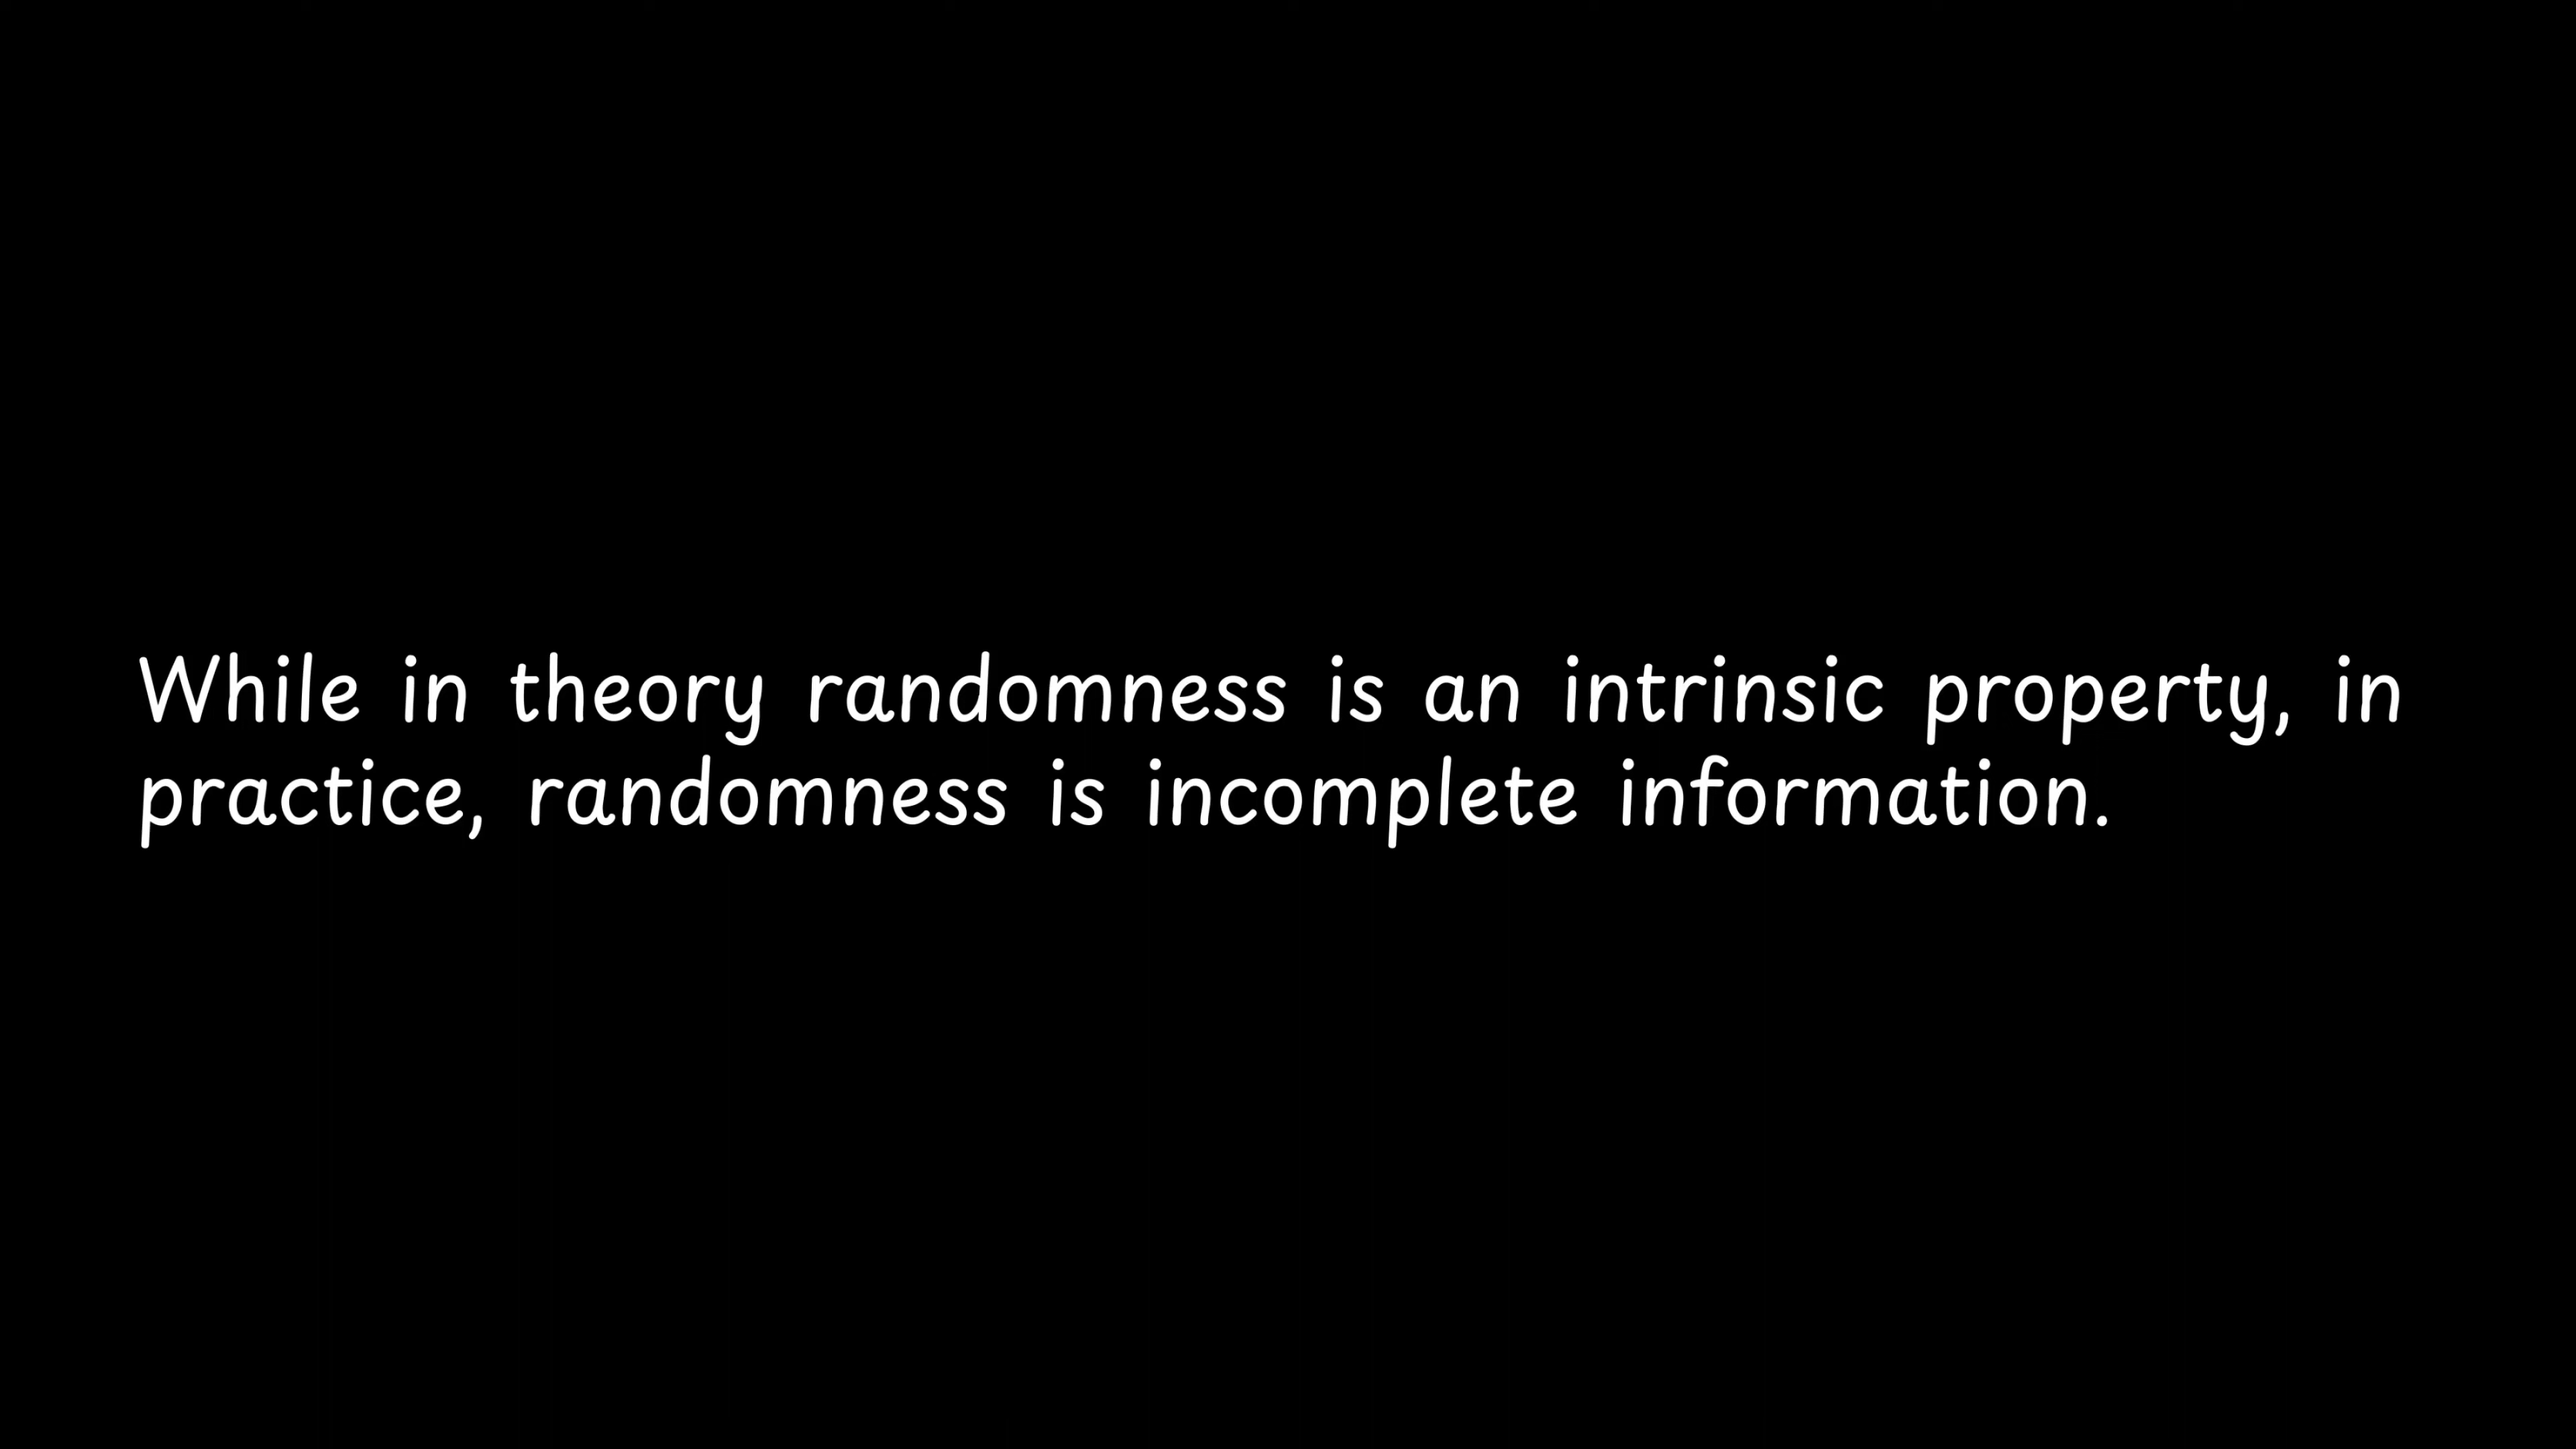 While in theory randomness is an intrinsic property, in
practice, randomness is incomplete information.